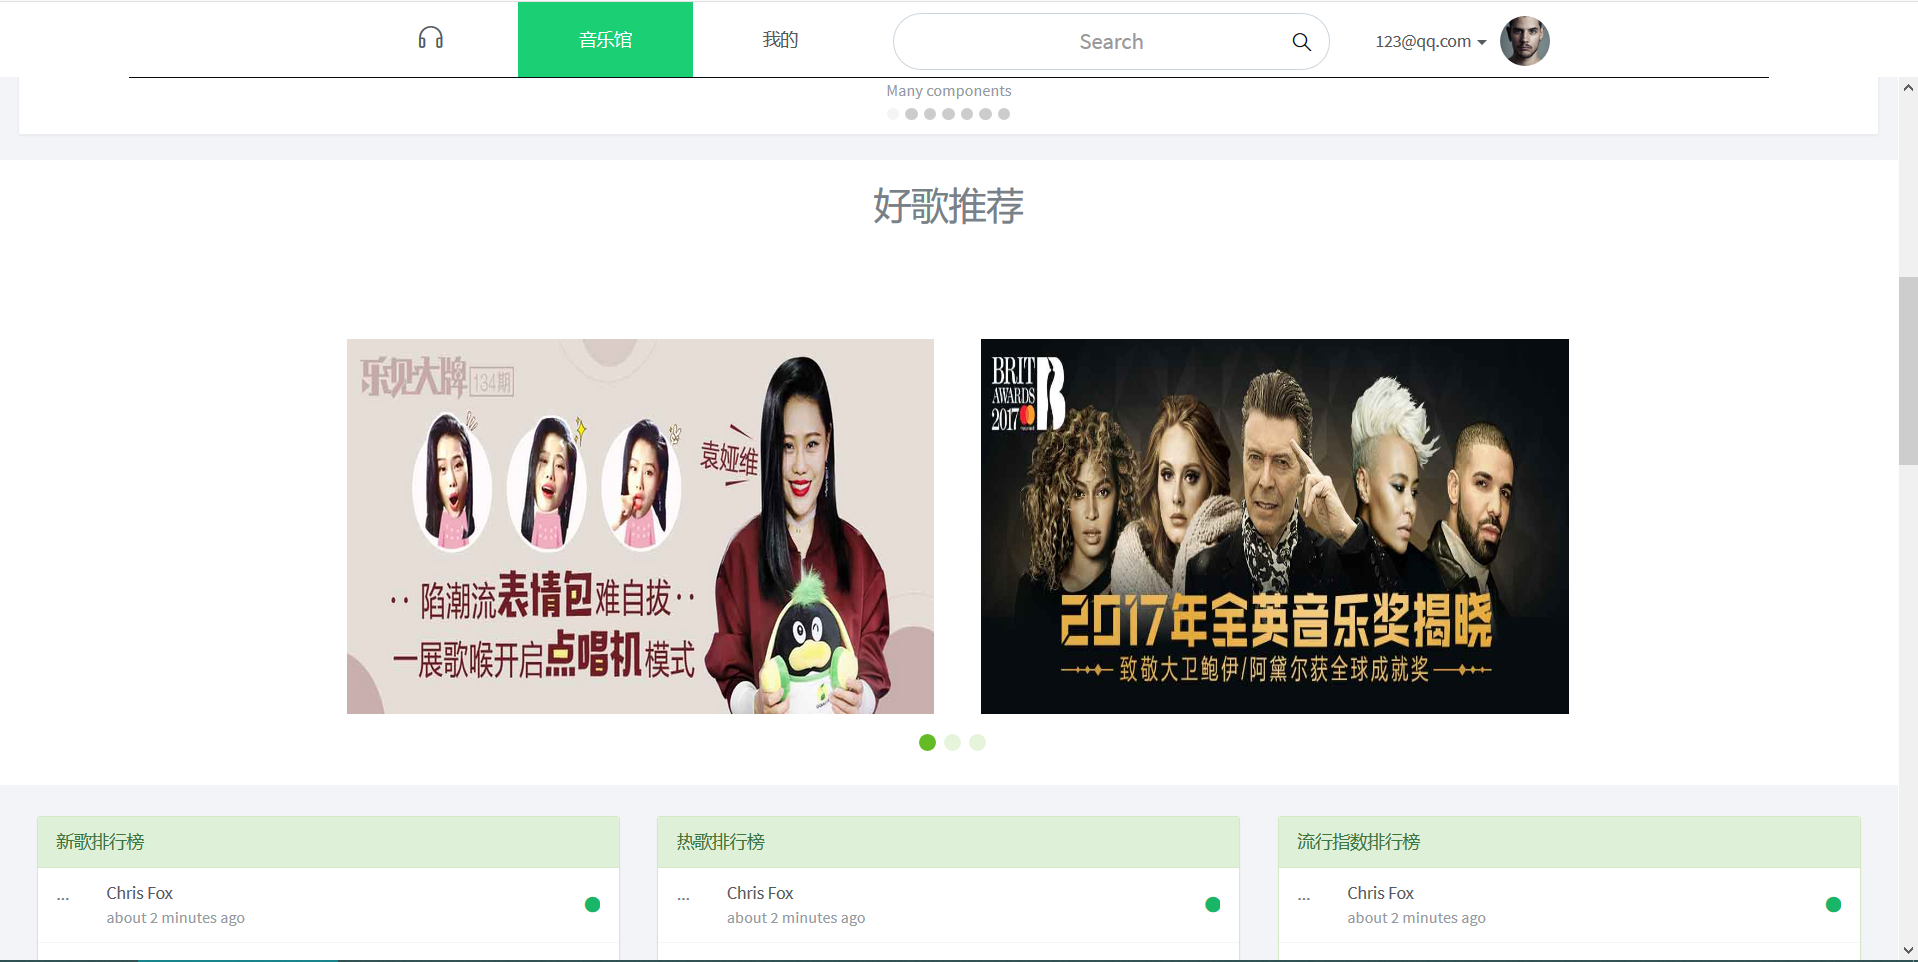 音乐馆
我的
Search
123@qq.com
Many components
好歌推荐
乐见大牌 134期
袁娅维
·· 陷潮流表情包难自拔 ··
一展歌喉开启点唱机模式
BRIT
AWARDS
2017
B
2017年全英音乐奖揭晓
致敬大卫鲍伊/阿黛尔获全球成就奖
新歌排行榜
... Chris Fox
about 2 minutes ago
热歌排行榜
... Chris Fox
about 2 minutes ago
流行指数排行榜
... Chris Fox
about 2 minutes ago